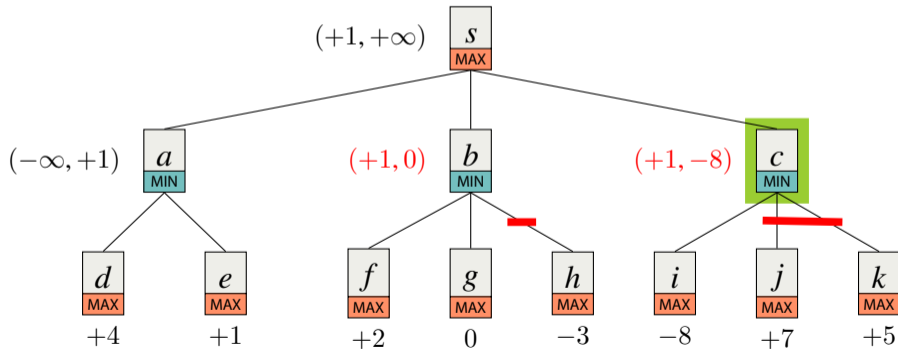 (+1, +∞) s
MAX
(−∞, +1) a (+1, 0) b (+1, −8) c
MIN MIN MIN
d e f g h i j k
MAX MAX MAX MAX MAX MAX MAX MAX
+4 +1 +2 0 −3 −8 +7 +5